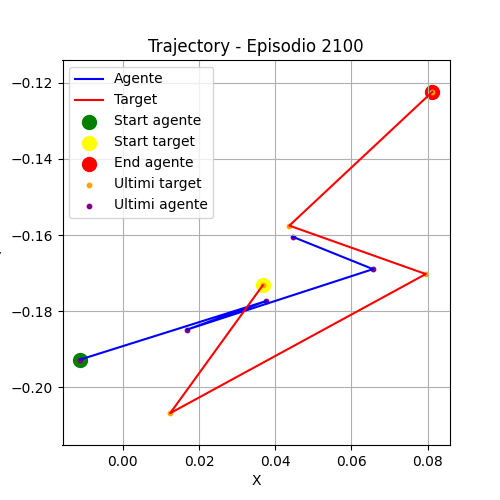 Trajectory - Episodio 2100
Agente
Target
Start agente
Start target
End agente
Ultimi target
Ultimi agente
−0.12
−0.14
−0.16
−0.18
−0.20
0.00
0.02
0.04
0.06
0.08
X